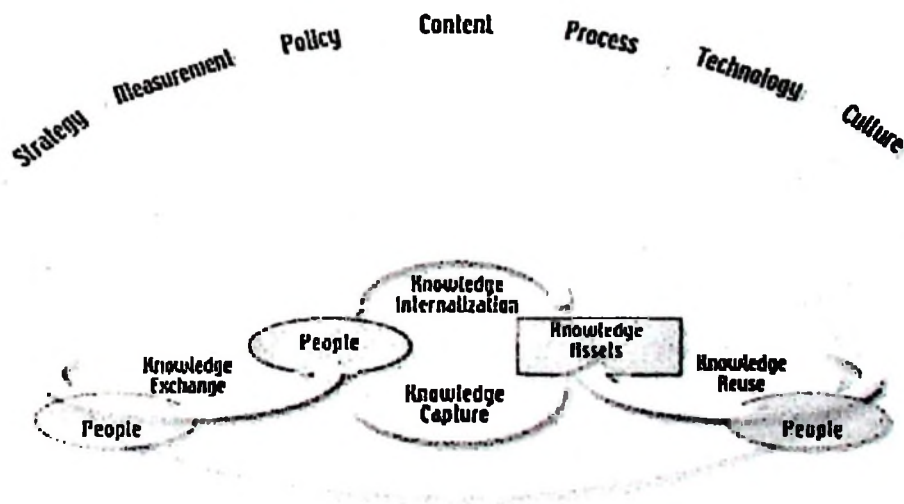 Strategy Measurement Policy Content Process Technology Culture
Knowledge
Internalization
People
Knowledge
Assets
Knowledge
Exchange
Knowledge
Reuse
Knowledge
Capture
People
People